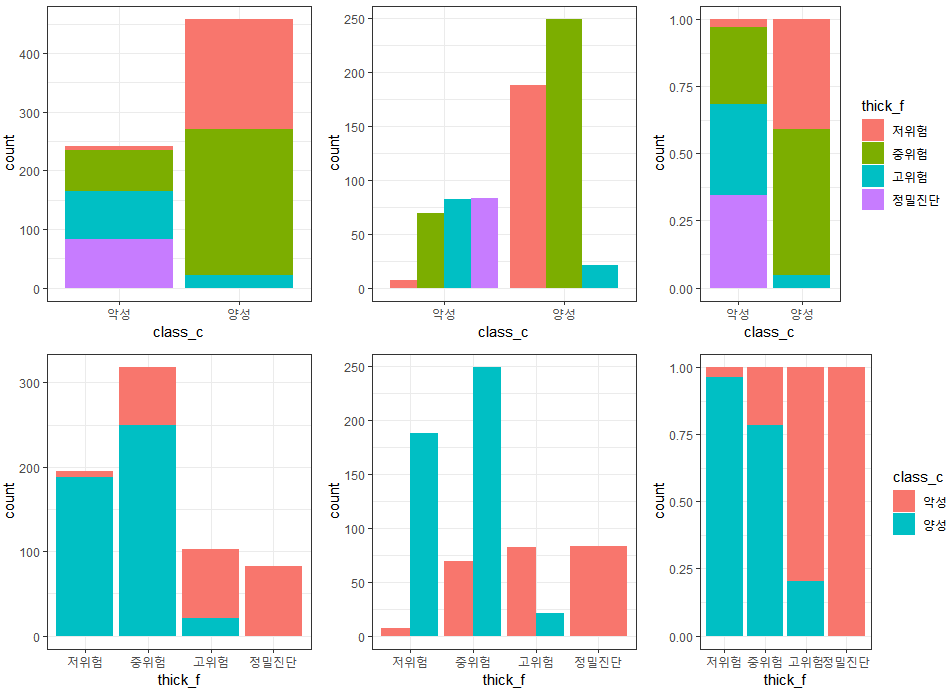 count
400
300
200
100
0
악성 양성
class_c
count
250
200
150
100
50
0
악성 양성
class_c
count
1.00
0.75
0.50
0.25
0.00
악성 양성
class_c
thick_f
저위험
중위험
고위험
정밀진단
count
300
200
100
0
저위험 중위험 고위험 정밀진단
thick_f
count
250
200
150
100
50
0
저위험 중위험 고위험 정밀진단
thick_f
count
1.00
0.75
0.50
0.25
0.00
저위험 중위험 고위험 정밀진단
thick_f
class_c
악성
양성